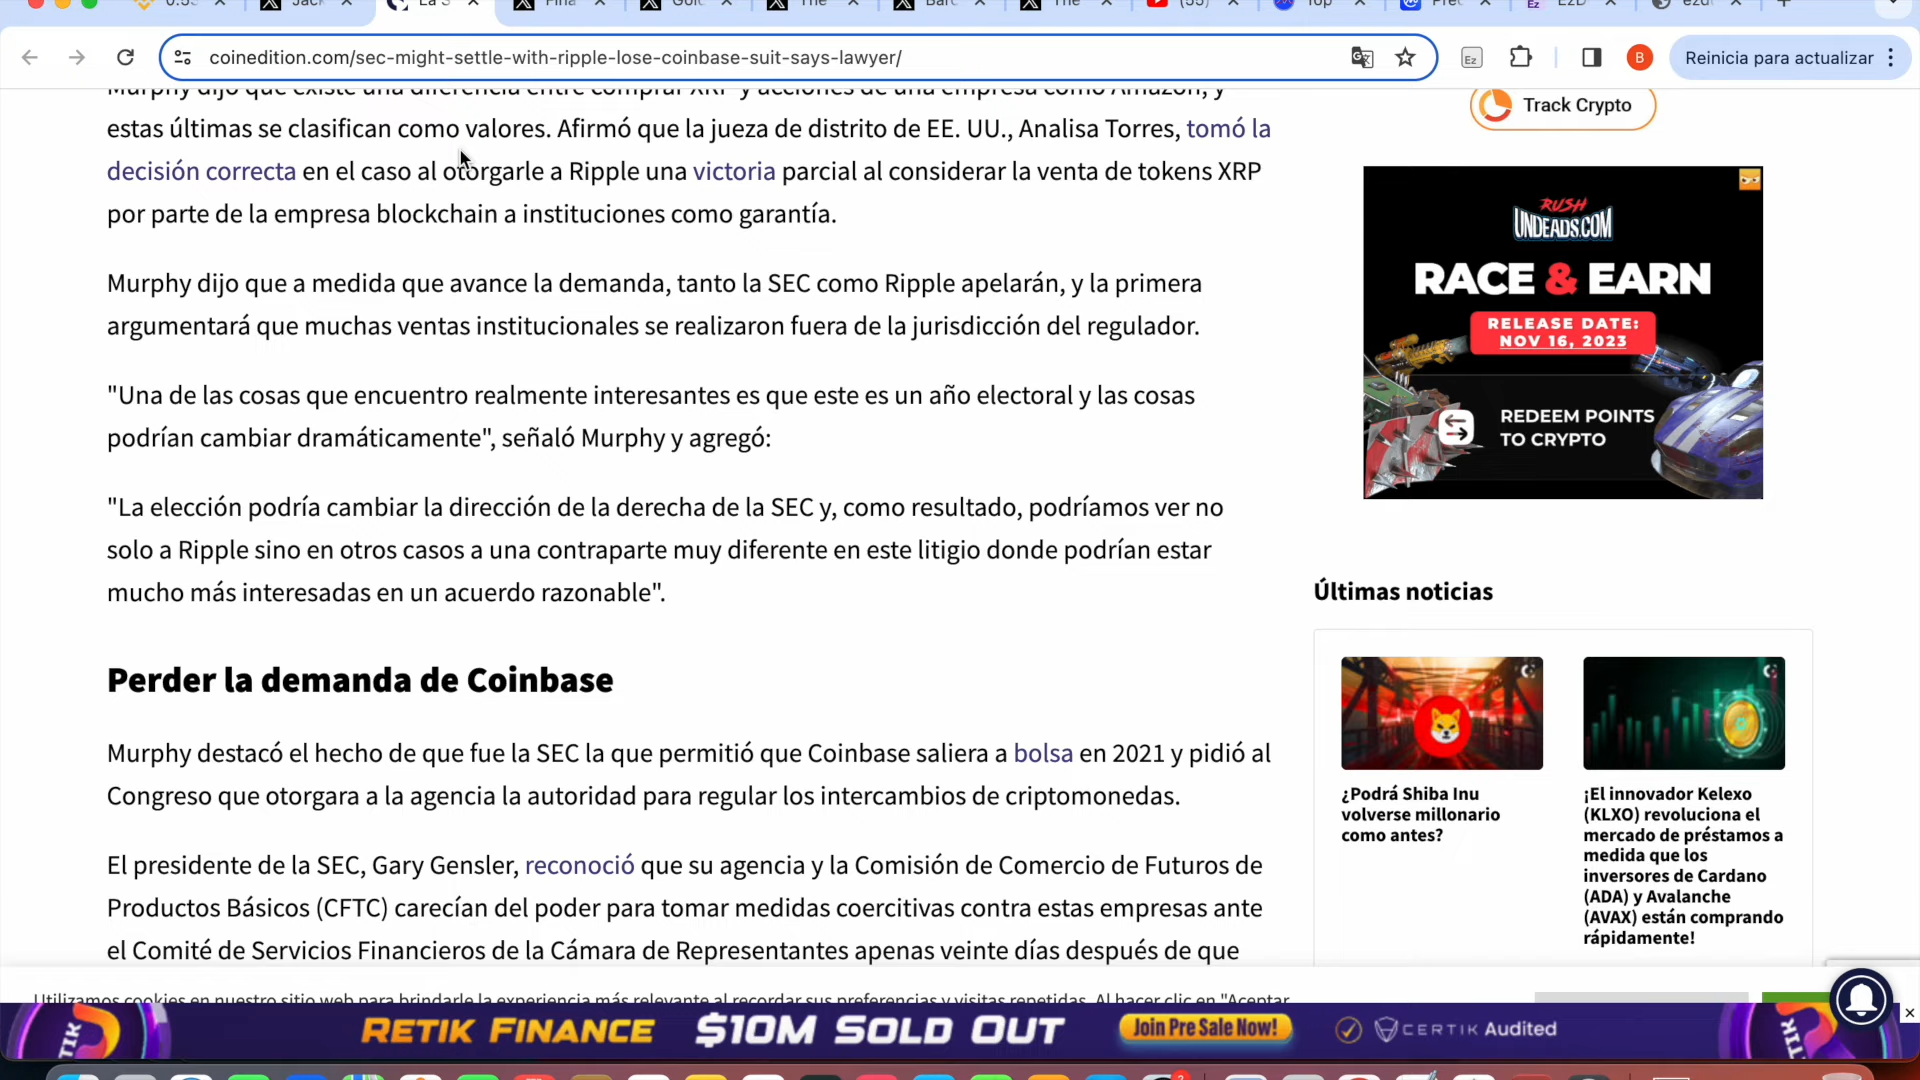 coinedition.com/sec-might-settle-with-ripple-lose-coinbase-suit-says-lawyer/
Ez
B
Reinicia para actualizar
Murphy dijo que existe una diferencia entre comprar XRP y acciones de una empresa como Amazon, y
estas últimas se clasifican como valores. Afirmó que la jueza de distrito de EE. UU., Analisa Torres, tomó la
decisión correcta en el caso al otorgarle a Ripple una victoria parcial al considerar la venta de tokens XRP
por parte de la empresa blockchain a instituciones como garantía.
Murphy dijo que a medida que avance la demanda, tanto la SEC como Ripple apelarán, y la primera
argumentará que muchas ventas institucionales se realizaron fuera de la jurisdicción del regulador.
"Una de las cosas que encuentro realmente interesantes es que este es un año electoral y las cosas
podrían cambiar dramáticamente", señaló Murphy y agregó:
"La elección podría cambiar la dirección de la derecha de la SEC y, como resultado, podríamos ver no
solo a Ripple sino en otros casos a una contraparte muy diferente en este litigio donde podrían estar
mucho más interesadas en un acuerdo razonable".
Perder la demanda de Coinbase
Murphy destacó el hecho de que fue la SEC la que permitió que Coinbase saliera a bolsa en 2021 y pidió al
Congreso que otorgara a la agencia la autoridad para regular los intercambios de criptomonedas.
El presidente de la SEC, Gary Gensler, reconoció que su agencia y la Comisión de Comercio de Futuros de
Productos Básicos (CFTC) carecían del poder para tomar medidas coercitivas contra estas empresas ante
el Comité de Servicios Financieros de la Cámara de Representantes apenas veinte días después de que
Track Crypto
RUSH
UNDEADS.COM
RACE & EARN
RELEASE DATE:
NOV 16, 2023
REDEEM POINTS
TO CRYPTO
Últimas noticias
¿Podrá Shiba Inu
volverse millonario
como antes?
¡El innovador Kelexo
(KLXO) revoluciona el
mercado de préstamos a
medida que los
inversores de Cardano
(ADA) y Avalanche
(AVAX) están comprando
rápidamente!
Utilizamos cookies en nuestro sitio web para brindarle la experiencia más relevante al recordar sus preferencias y visitas repetidas. Al hacer clic en "Aceptar
RETIK FINANCE $10M SOLD OUT Join Pre Sale Now! CERTIK Audited